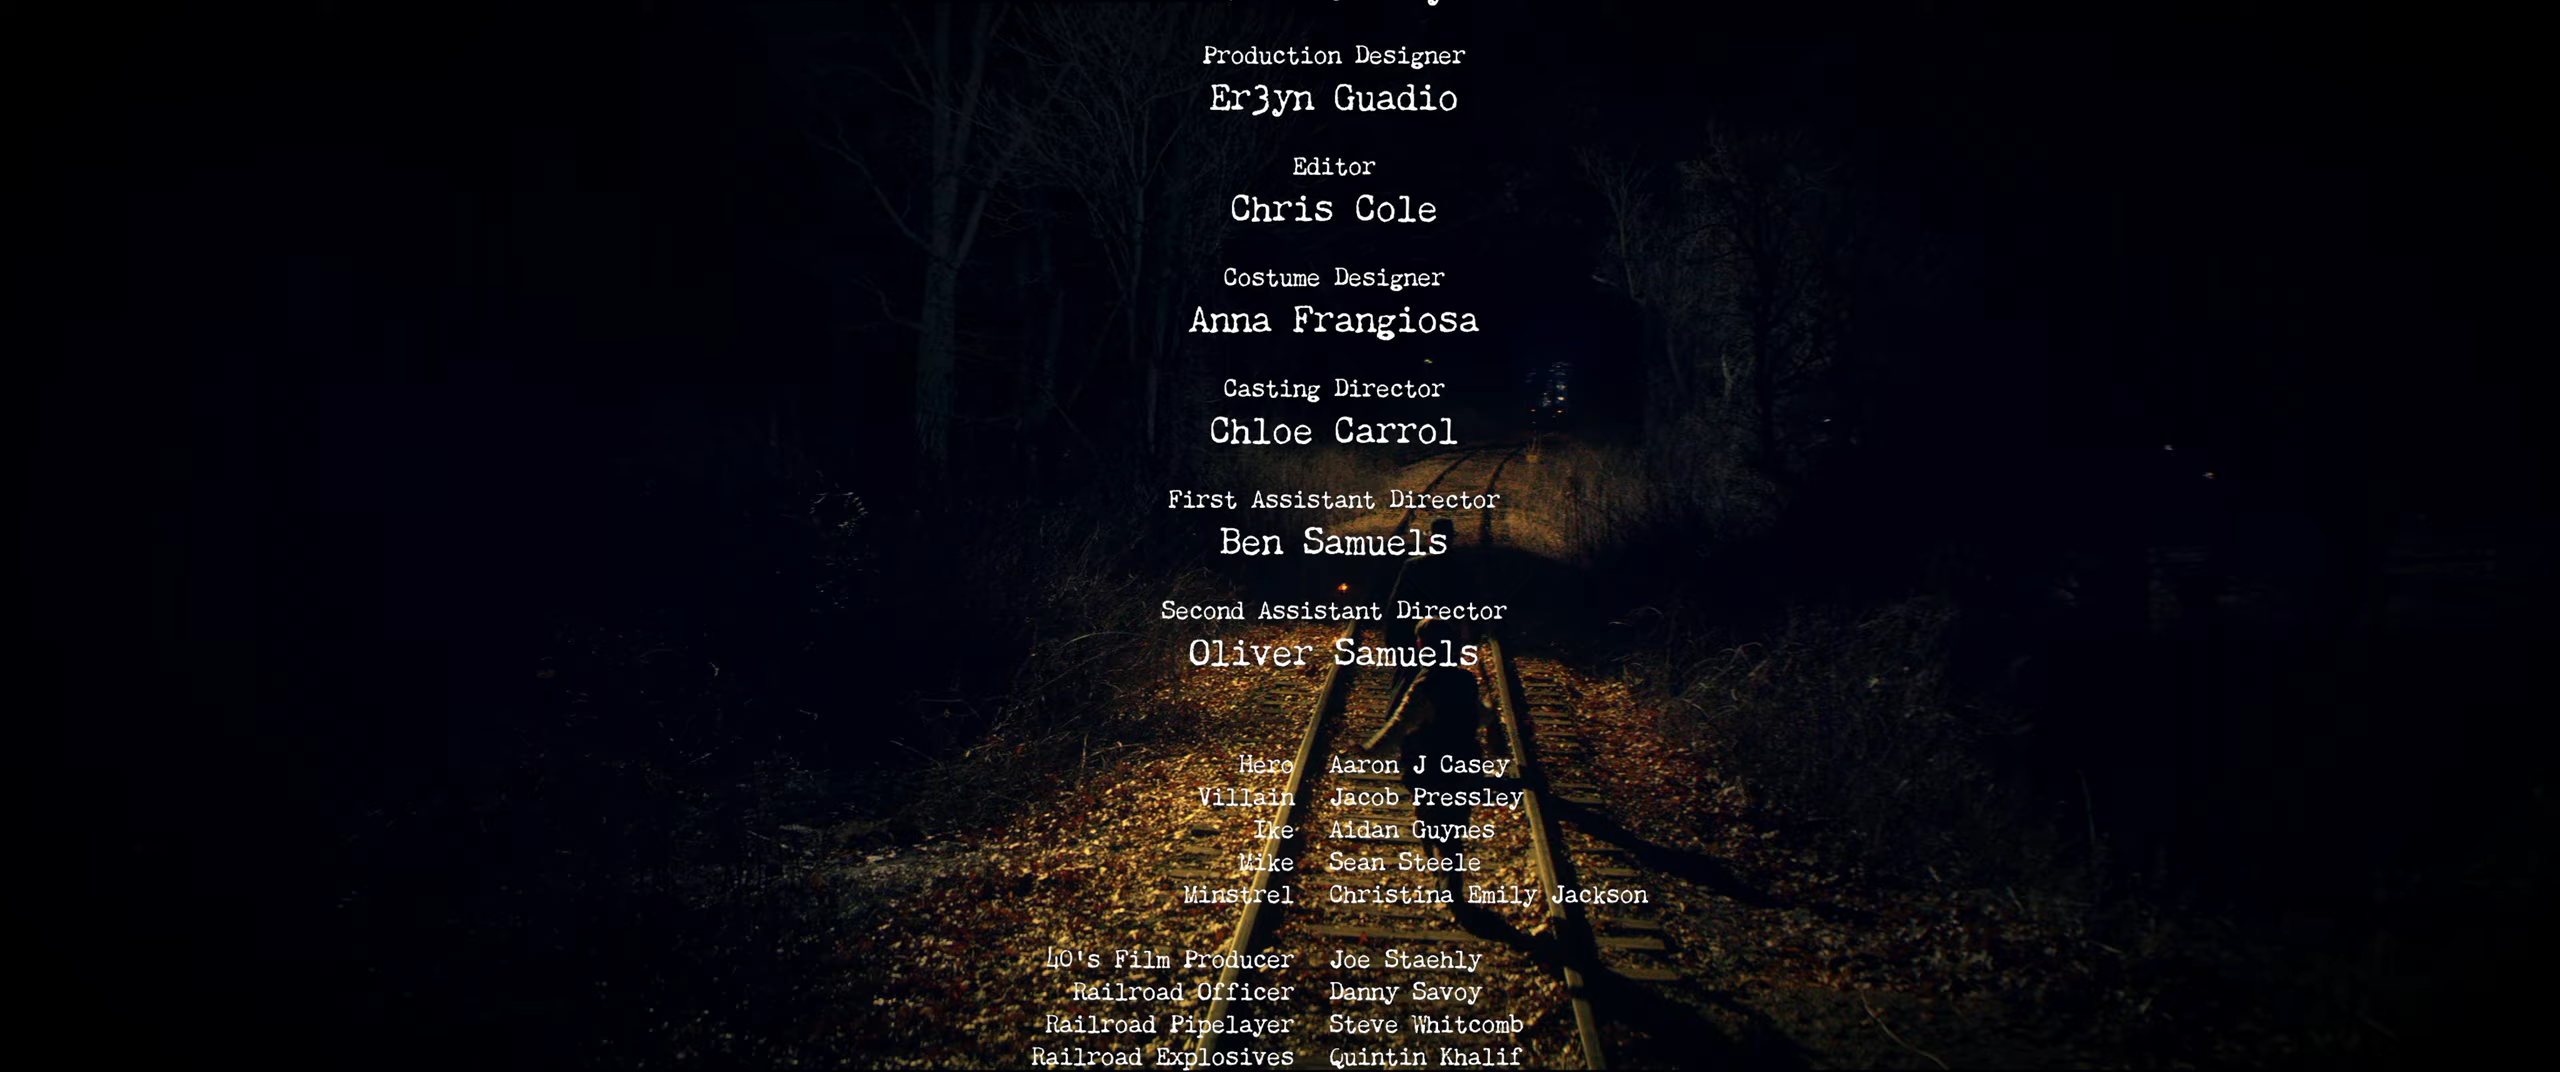 Production Designer
Er3yn Guadio
Editor
Chris Cole
Costume Designer
Anna Frangiosa
Casting Director
Chloe Carrol
First Assistant Director
Ben Samuels
Second Assistant Director
Oliver Samuels
Hero Aaron J Casey
Villain Jacob Pressley
Ike Aidan Guynes
Mike Sean Steele
Minstrel Christina Emily Jackson
40's Film Producer Joe Staehly
Railroad Officer Danny Savoy
Railroad Pipelayer Steve Whitcomb
Railroad Explosives Quintin Khalif